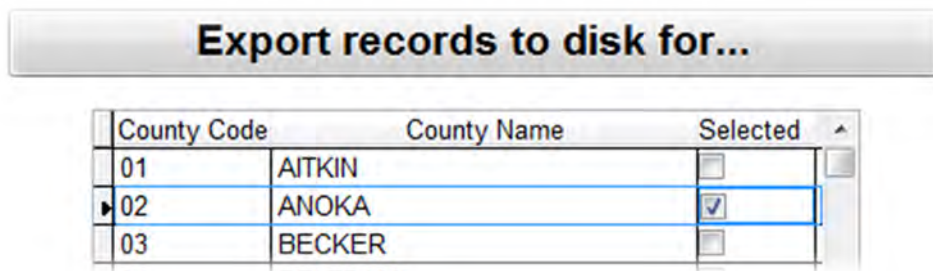 Export records to disk for...
County Code County Name Selected
01 AITKIN
02 ANOKA
03 BECKER